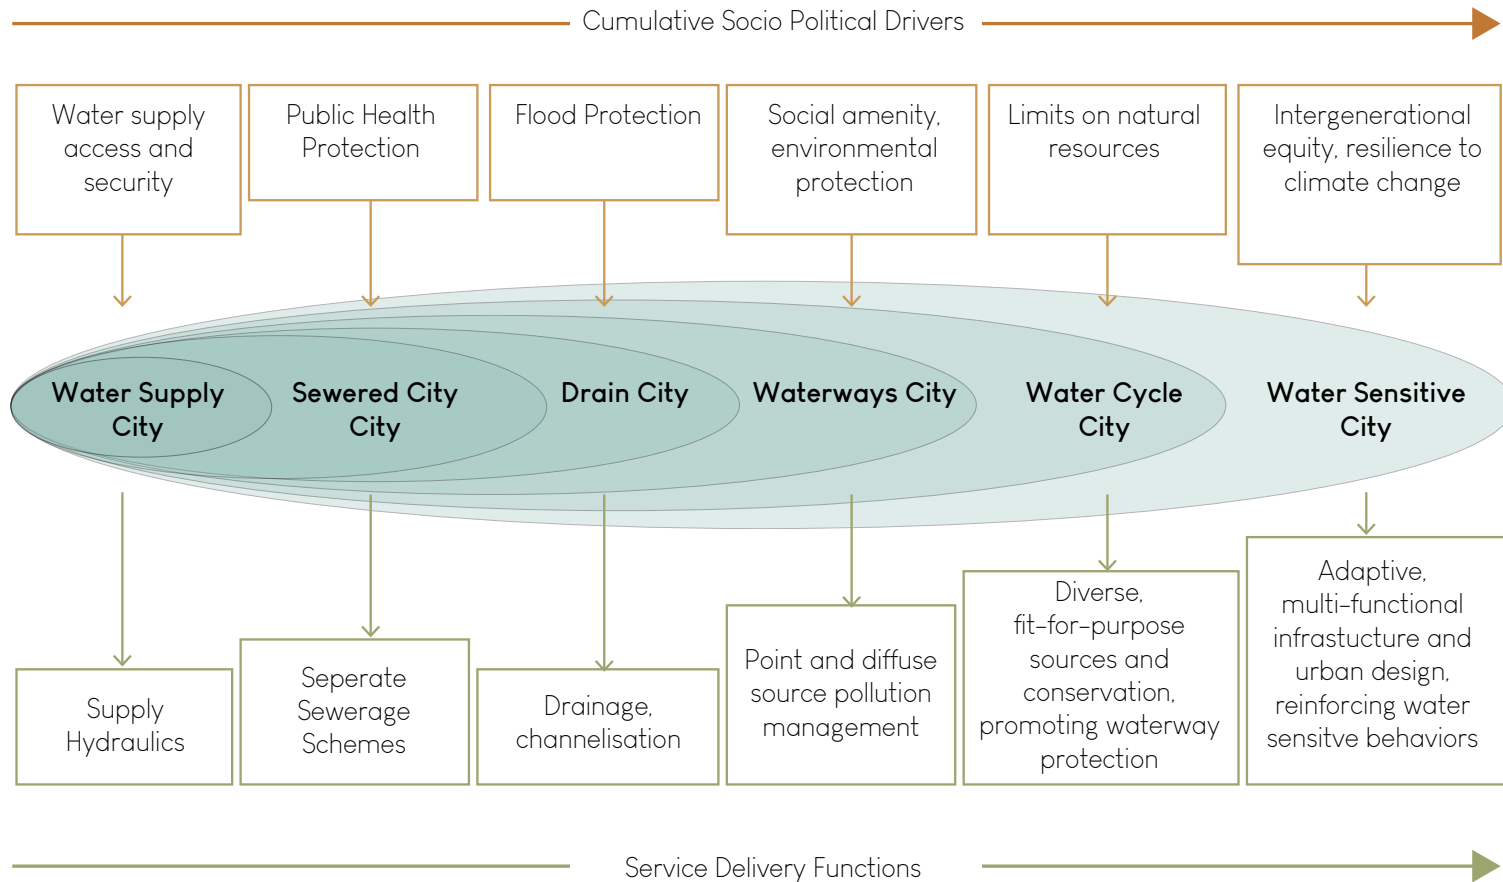 Cumulative Socio Political Drivers
Water supply
access and
security
Public Health
Protection
Flood Protection
Social amenity,
environmental
protection
Limits on natural
resources
Intergenerational
equity, resilience to
climate change
Water Supply
City
Sewered City
City
Drain City
Waterways City
Water Cycle
City
Water Sensitive
City
Supply
Hydraulics
Seperate
Sewerage
Schemes
Drainage,
channelisation
Point and diffuse
source pollution
management
Diverse,
fit-for-purpose
sources and
conservation,
promoting waterway
protection
Adaptive,
multi-functional
infrastucture and
urban design,
reinforcing water
sensitve behaviors
Service Delivery Functions